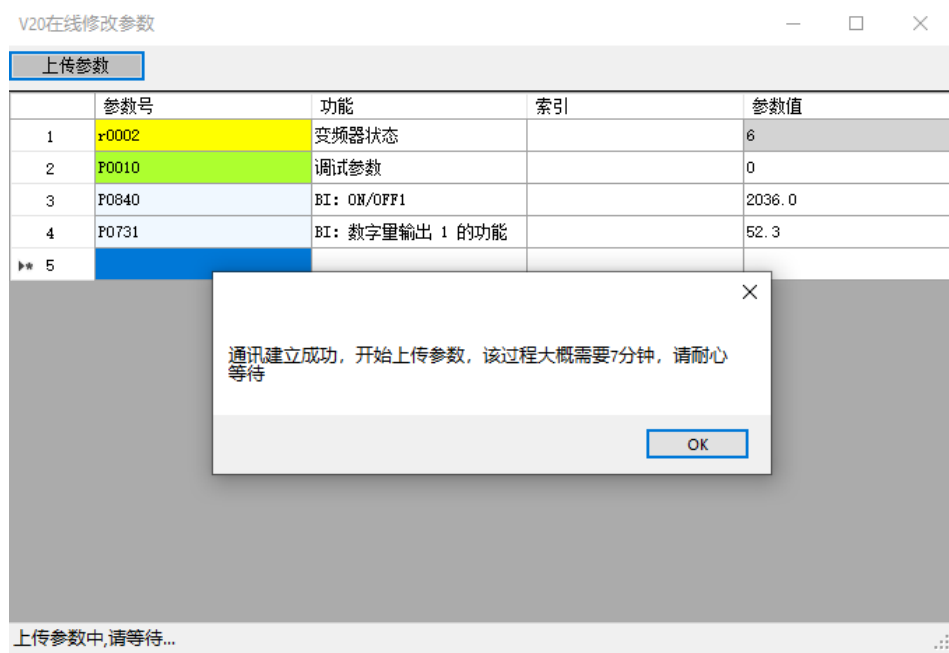 V20在线修改参数
上传参数
参数号 功能 索引 参数值
1 r0002 变频器状态 6
2 P0010 调试参数 0
3 P0840 BI: ON/OFF1 2036.0
4 P0731 BI: 数字量输出 1 的功能 52.3
5
通讯建立成功，开始上传参数，该过程大概需要7分钟，请耐心
等待
OK
上传参数中,请等待...